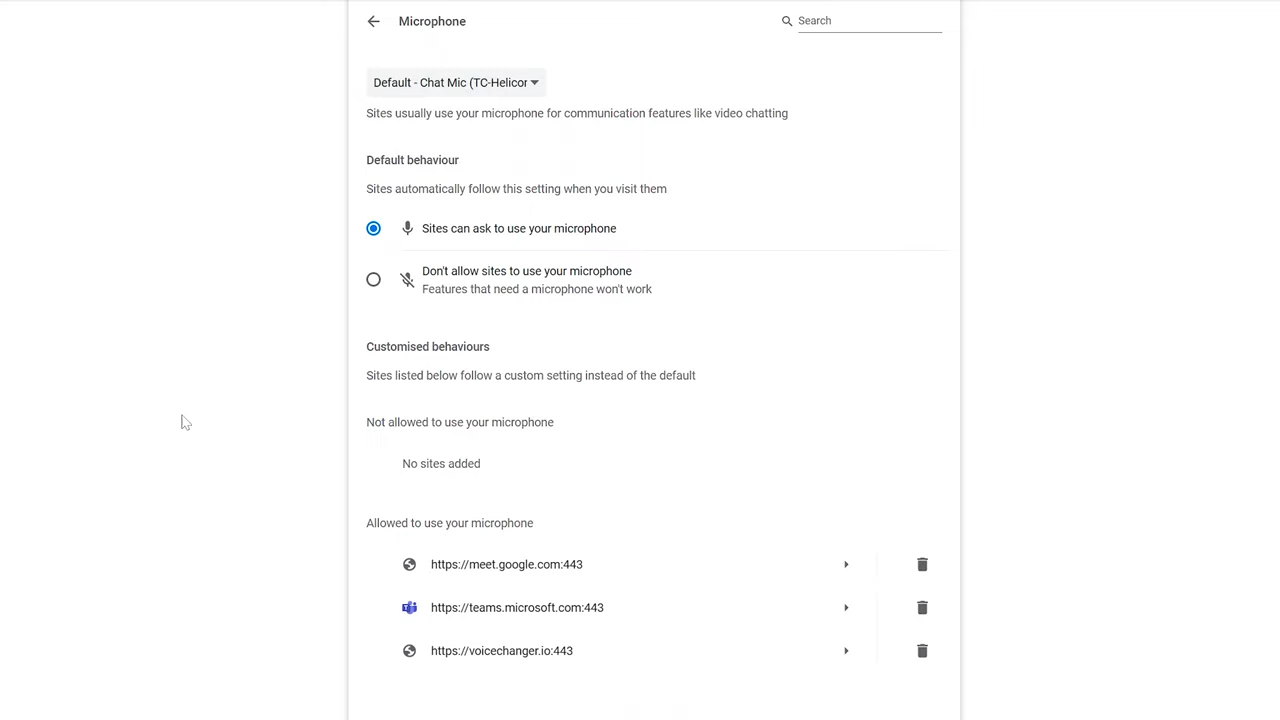 Microphone
Search
Default - Chat Mic (TC-Helicor
Sites usually use your microphone for communication features like video chatting
Default behaviour
Sites automatically follow this setting when you visit them
Sites can ask to use your microphone
Don't allow sites to use your microphone
Features that need a microphone won't work
Customised behaviours
Sites listed below follow a custom setting instead of the default
Not allowed to use your microphone
No sites added
Allowed to use your microphone
https://meet.google.com:443
https://teams.microsoft.com:443
https://voicechanger.io:443